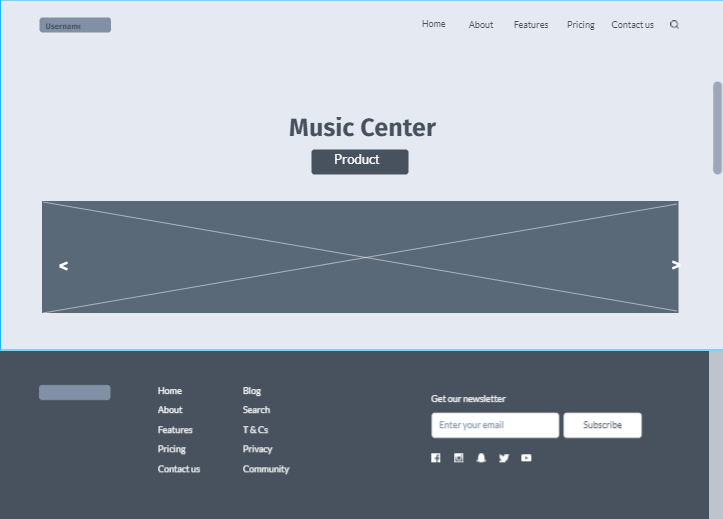 Username
Home About Features Pricing Contact us
Music Center
Product
< >
Home Blog
About Search
Features T & Cs
Pricing Privacy
Contact us Community
Get our newsletter
Enter your email Subscribe